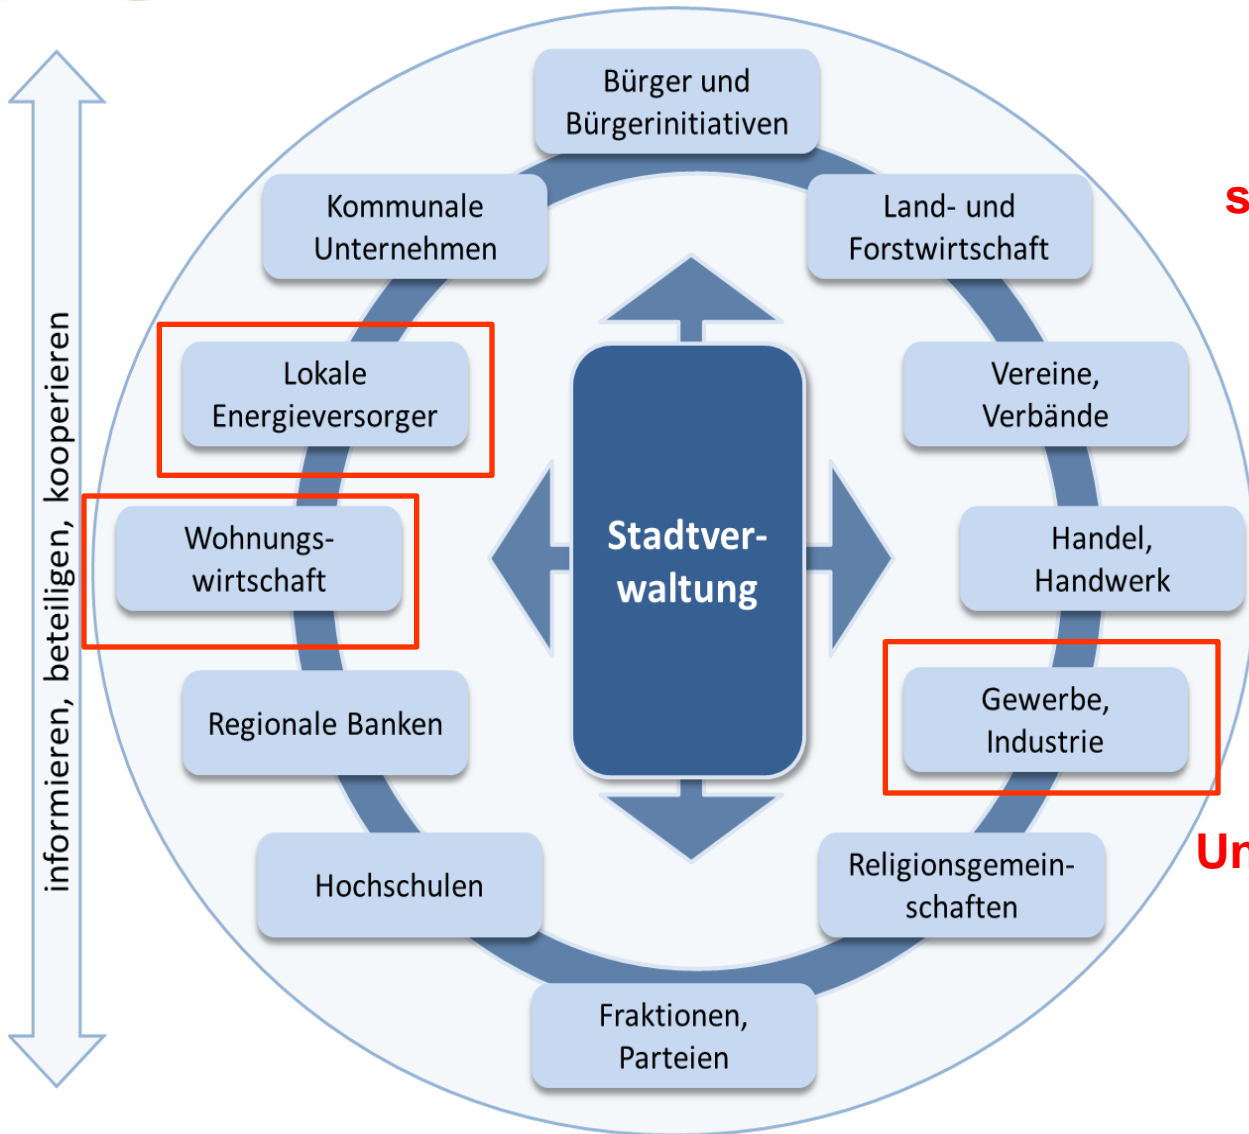 Bürger und
Bürgerinitiativen
Kommunale
Unternehmen
Land- und
Forstwirtschaft
Lokale
Energieversorger
Vereine,
Verbände
Wohnungs-
wirtschaft
Stadtver-
waltung
Handel,
Handwerk
Regionale Banken
Gewerbe,
Industrie
Hochschulen
Religionsgemein-
schaften
Fraktionen,
Parteien
informieren, beteiligen, kooperieren
s
Un